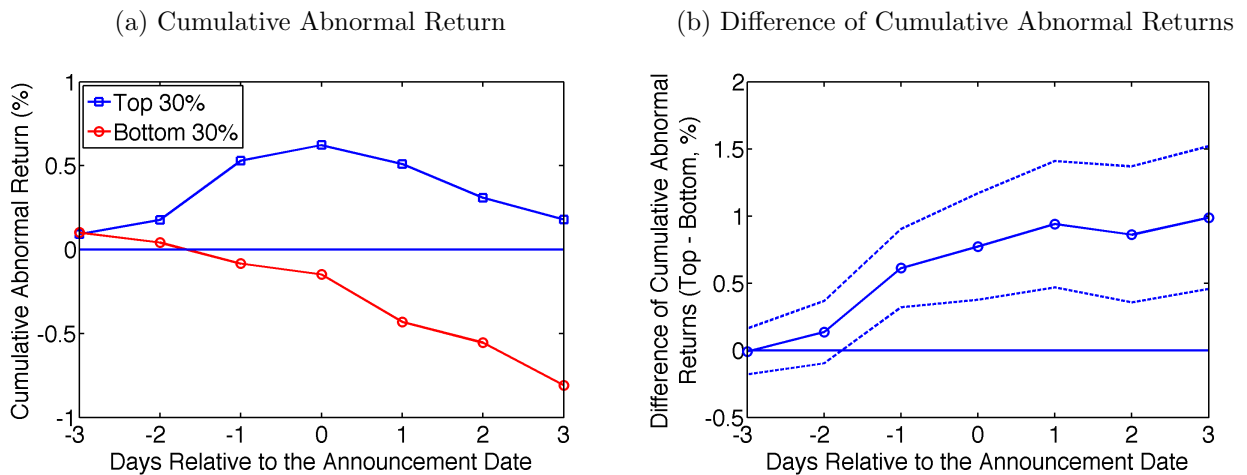 (a) Cumulative Abnormal Return
Cumulative Abnormal Return (%)
1
0.5
0
-0.5
-1
Top 30%
Bottom 30%
-3 -2 -1 0 1 2 3
Days Relative to the Announcement Date
(b) Difference of Cumulative Abnormal Returns
Difference of Cumulative Abnormal
Returns (Top - Bottom, %)
2
1.5
1
0.5
0
-0.5
-3 -2 -1 0 1 2 3
Days Relative to the Announcement Date